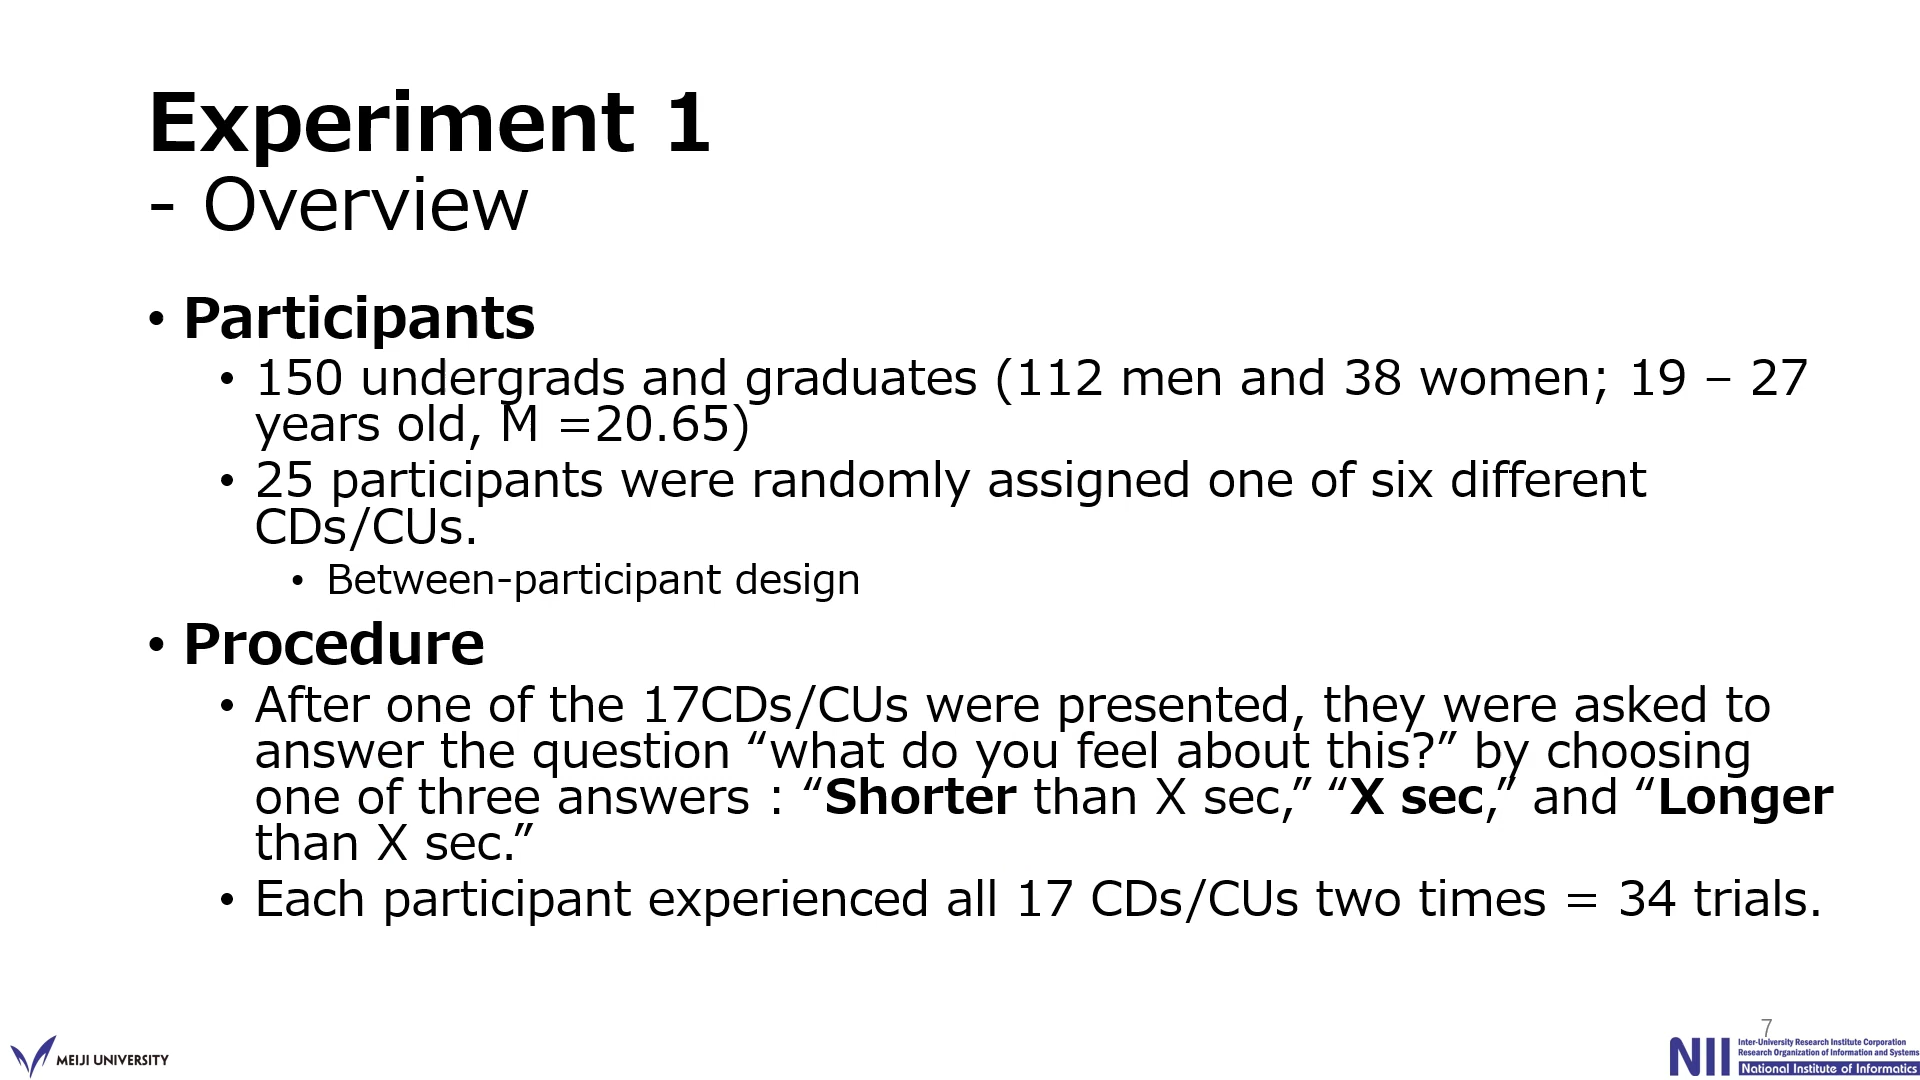 Experiment 1
- Overview
• Participants
• 150 undergrads and graduates (112 men and 38 women; 19 – 27
years old, M =20.65)
• 25 participants were randomly assigned one of six different
CDs/CUs.
• Between-participant design
• Procedure
• After one of the 17CDs/CUs were presented, they were asked to
answer the question “what do you feel about this?” by choosing
one of three answers : “Shorter than X sec,” “X sec,” and “Longer
than X sec.”
• Each participant experienced all 17 CDs/CUs two times = 34 trials.
7
MEIJI UNIVERSITY
NII
Inter-University Research Institute Corporation
Research Organization of Information and Systems
National Institute of Informatics